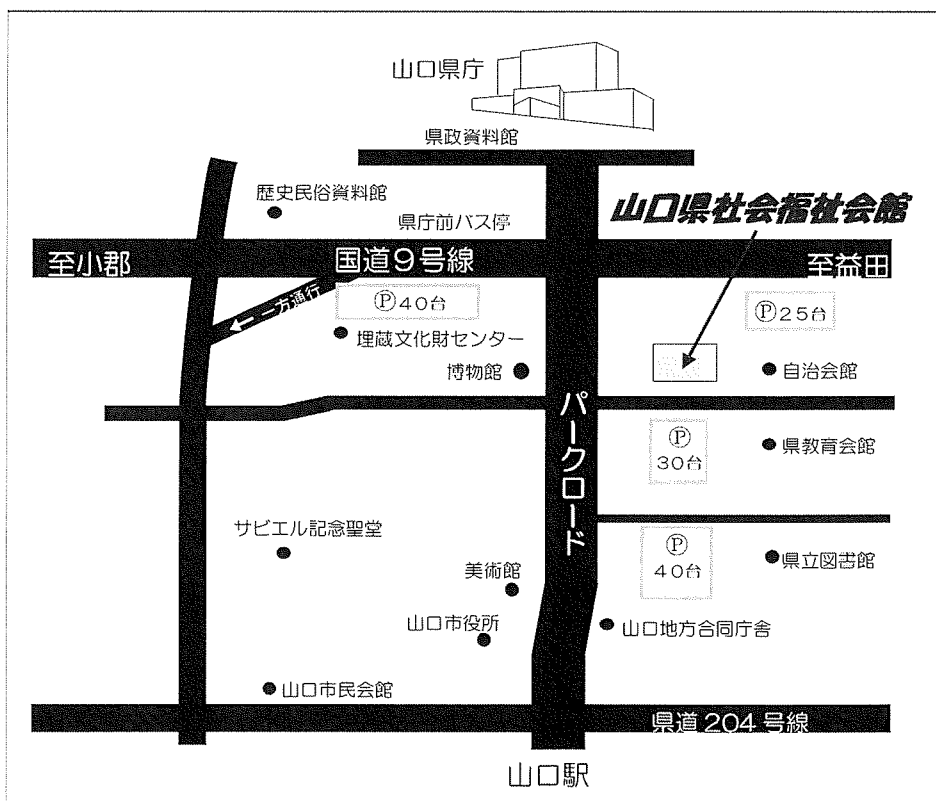 山口県庁
県政資料館
歴史民俗資料館
山口県社会福祉会館
県庁前バス停
至小郡
国道9号線
至益田
一方通行
Ⓟ40台
Ⓟ25台
埋蔵文化財センター
博物館
自治会館
パークロード
Ⓟ
30台
県教育会館
サビエル記念聖堂
Ⓟ
40台
県立図書館
美術館
山口市役所
山口地方合同庁舎
山口市民会館
県道204号線
山口駅